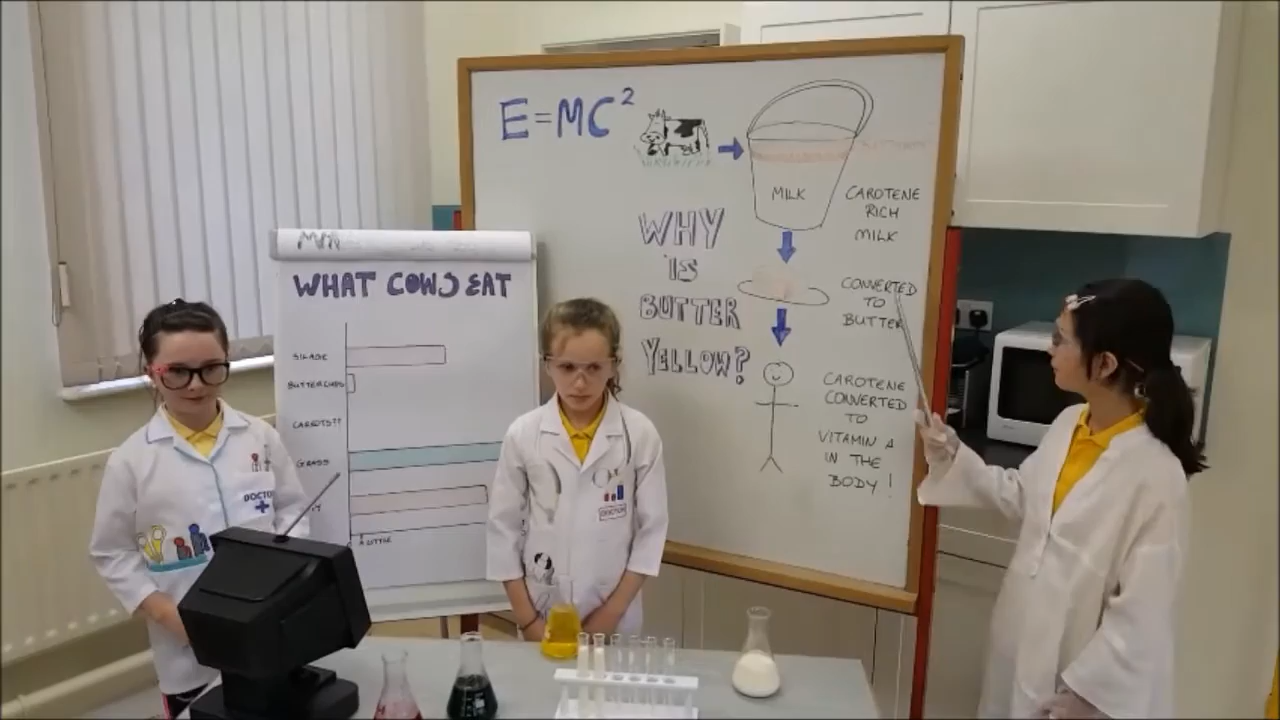 E=MC²
MILK
CAROTENE
RICH
MILK
WHY
IS
BUTTER
YELLOW?
CONVERTED
TO
BUTTER
CAROTENE
CONVERTED
TO
VITAMIN A
IN THE
BODY!
WHAT COWS EAT
SILAGE
BUTTERCUPS
CARROTS??
GRASS
A LITTLE
DOCTOR
DOCTOR